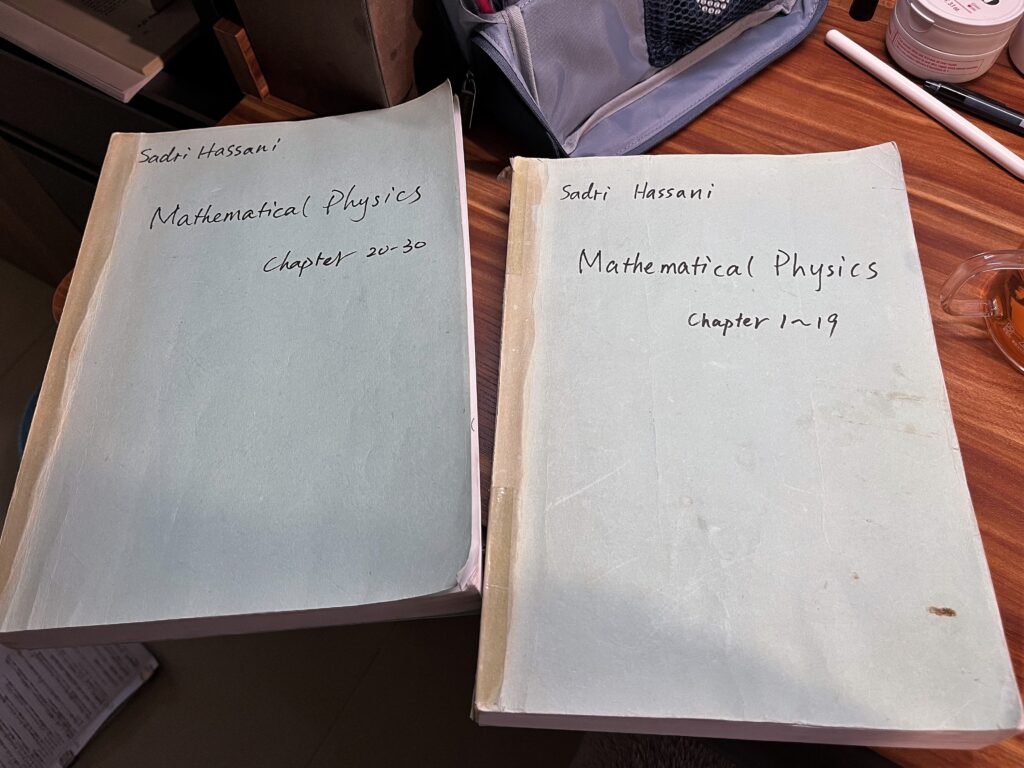 Sadri Hassani
Mathematical Physics
Chapter 20-30
Sadri Hassani
Mathematical Physics
Chapter 1~19